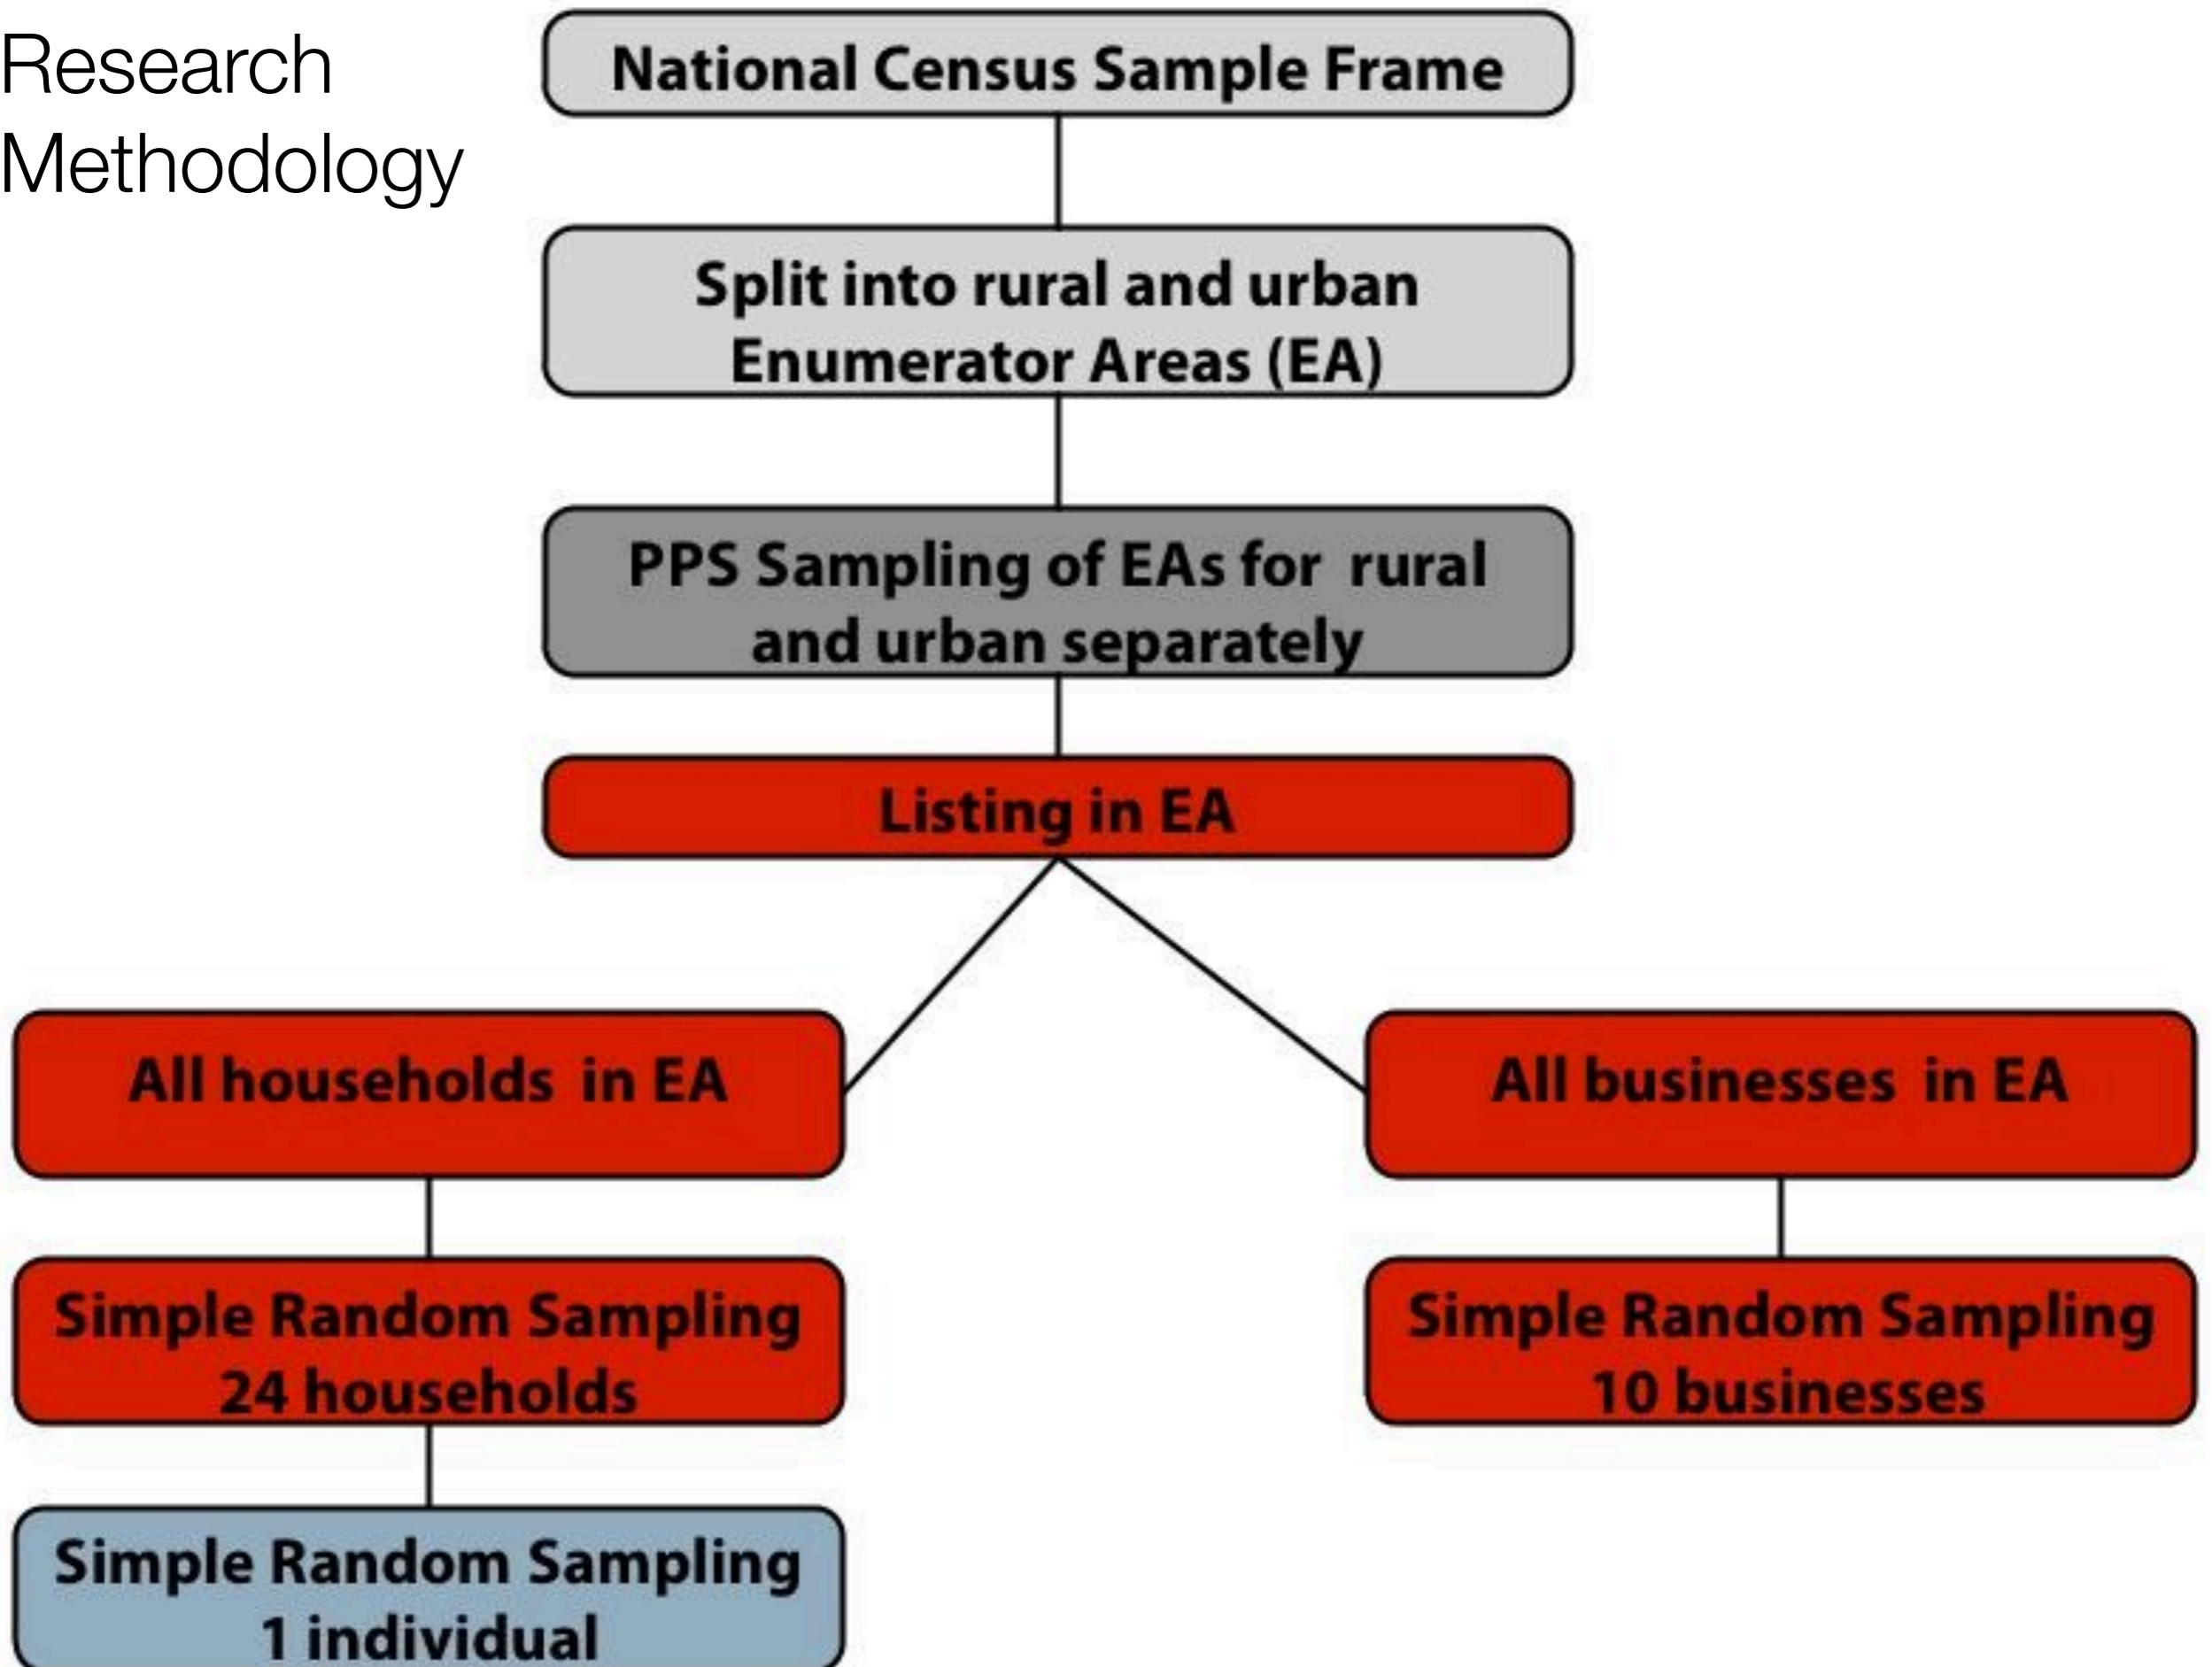 Research
Methodology
National Census Sample Frame
Split into rural and urban
Enumerator Areas (EA)
PPS Sampling of EAs for rural
and urban separately
Listing in EA
All households in EA
All businesses in EA
Simple Random Sampling
24 households
Simple Random Sampling
10 businesses
Simple Random Sampling
1 individual